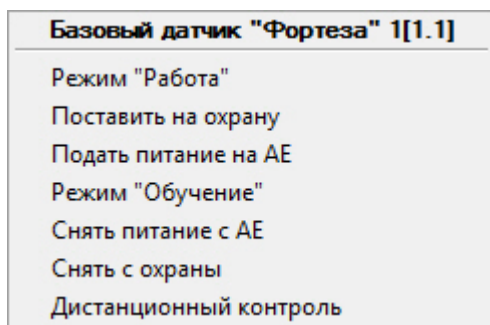 Базовый датчик "Фортеза" 1[1.1]
Режим "Работа"
Поставить на охрану
Подать питание на АЕ
Режим "Обучение"
Снять питание с АЕ
Снять с охраны
Дистанционный контроль